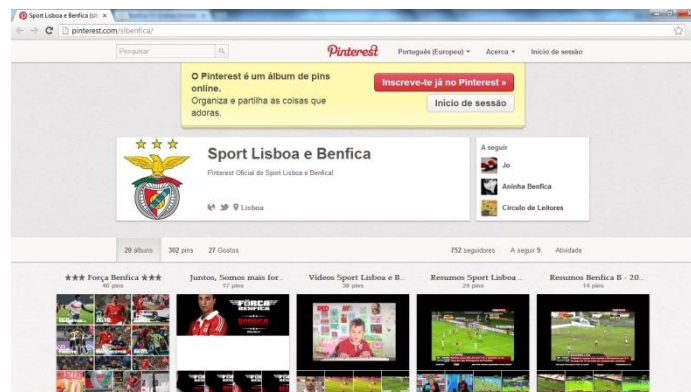 Sport Lisboa e Benfica (sl
pinterest.com/slbenfica/
Pesquisar
Pinterest
Português (Europeu)
Acerca
Início de sessão
O Pinterest é um álbum de pins
online.
Organiza e partilha as coisas que
adoras.
Inscreve-te já no Pinterest »
Início de sessão
Sport Lisboa e Benfica
Pinterest Oficial do Sport Lisboa e Benfica!
Lisboa
A seguir
Jo
Aninha Benfica
Círculo de Leitores
20 álbuns
302 pins
27 Gostos
752 seguidores
A seguir 9
Atividade
★★★ Força Benfica ★★★
46 pins
Juntos, Somos mais for...
17 pins
Vídeos Sport Lisboa e B...
38 pins
Resumos Sport Lisboa ...
24 pins
Resumos Benfica B - 20...
14 pins
FORÇA
BENFICA